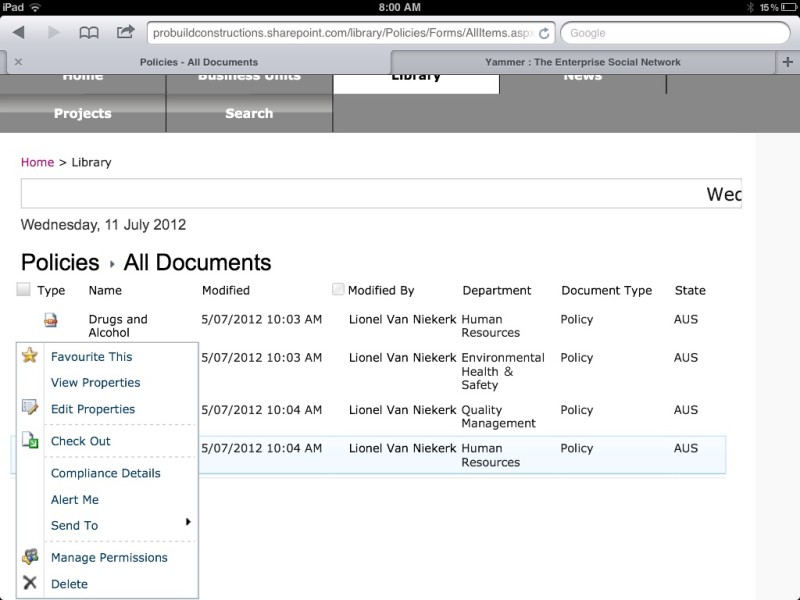 iPad 8:00 AM 15%
probuildconstructions.sharepoint.com/library/Policies/Forms/AllItems.aspx Google
Policies - All Documents Yammer : The Enterprise Social Network
Home Business Units Library News
Projects Search
Home > Library
Wed
Wednesday, 11 July 2012
Policies All Documents
Type Name Modified Modified By Department Document Type State
Drugs and Alcohol 5/07/2012 10:03 AM Lionel Van Niekerk Human Resources Policy AUS
5/07/2012 10:03 AM Lionel Van Niekerk Environmental Health & Safety Policy AUS
5/07/2012 10:04 AM Lionel Van Niekerk Quality Management Policy AUS
5/07/2012 10:04 AM Lionel Van Niekerk Human Resources Policy AUS
Favourite This
View Properties
Edit Properties
Check Out
Compliance Details
Alert Me
Send To
Manage Permissions
Delete